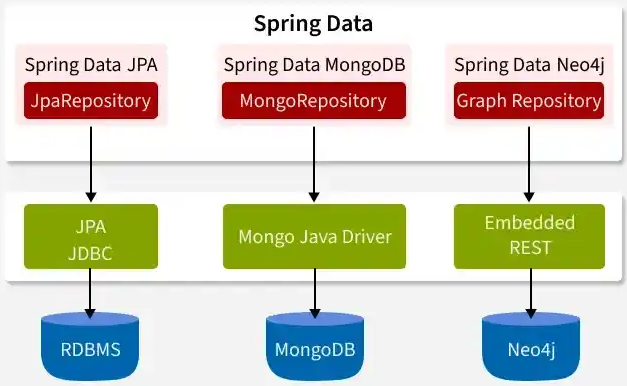 Spring Data
Spring Data JPA
Spring Data MongoDB
Spring Data Neo4j
JpaRepository
MongoRepository
Graph Repository
JPA
JDBC
Mongo Java Driver
Embedded
REST
RDBMS
MongoDB
Neo4j